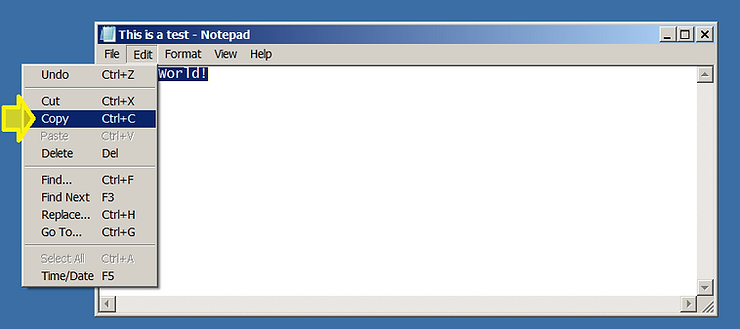 This is a test - Notepad
File Edit Format View Help
World!
Undo Ctrl+Z
Cut Ctrl+X
Copy Ctrl+C
Paste Ctrl+V
Delete Del
Find... Ctrl+F
Find Next F3
Replace... Ctrl+H
Go To... Ctrl+G
Select All Ctrl+A
Time/Date F5